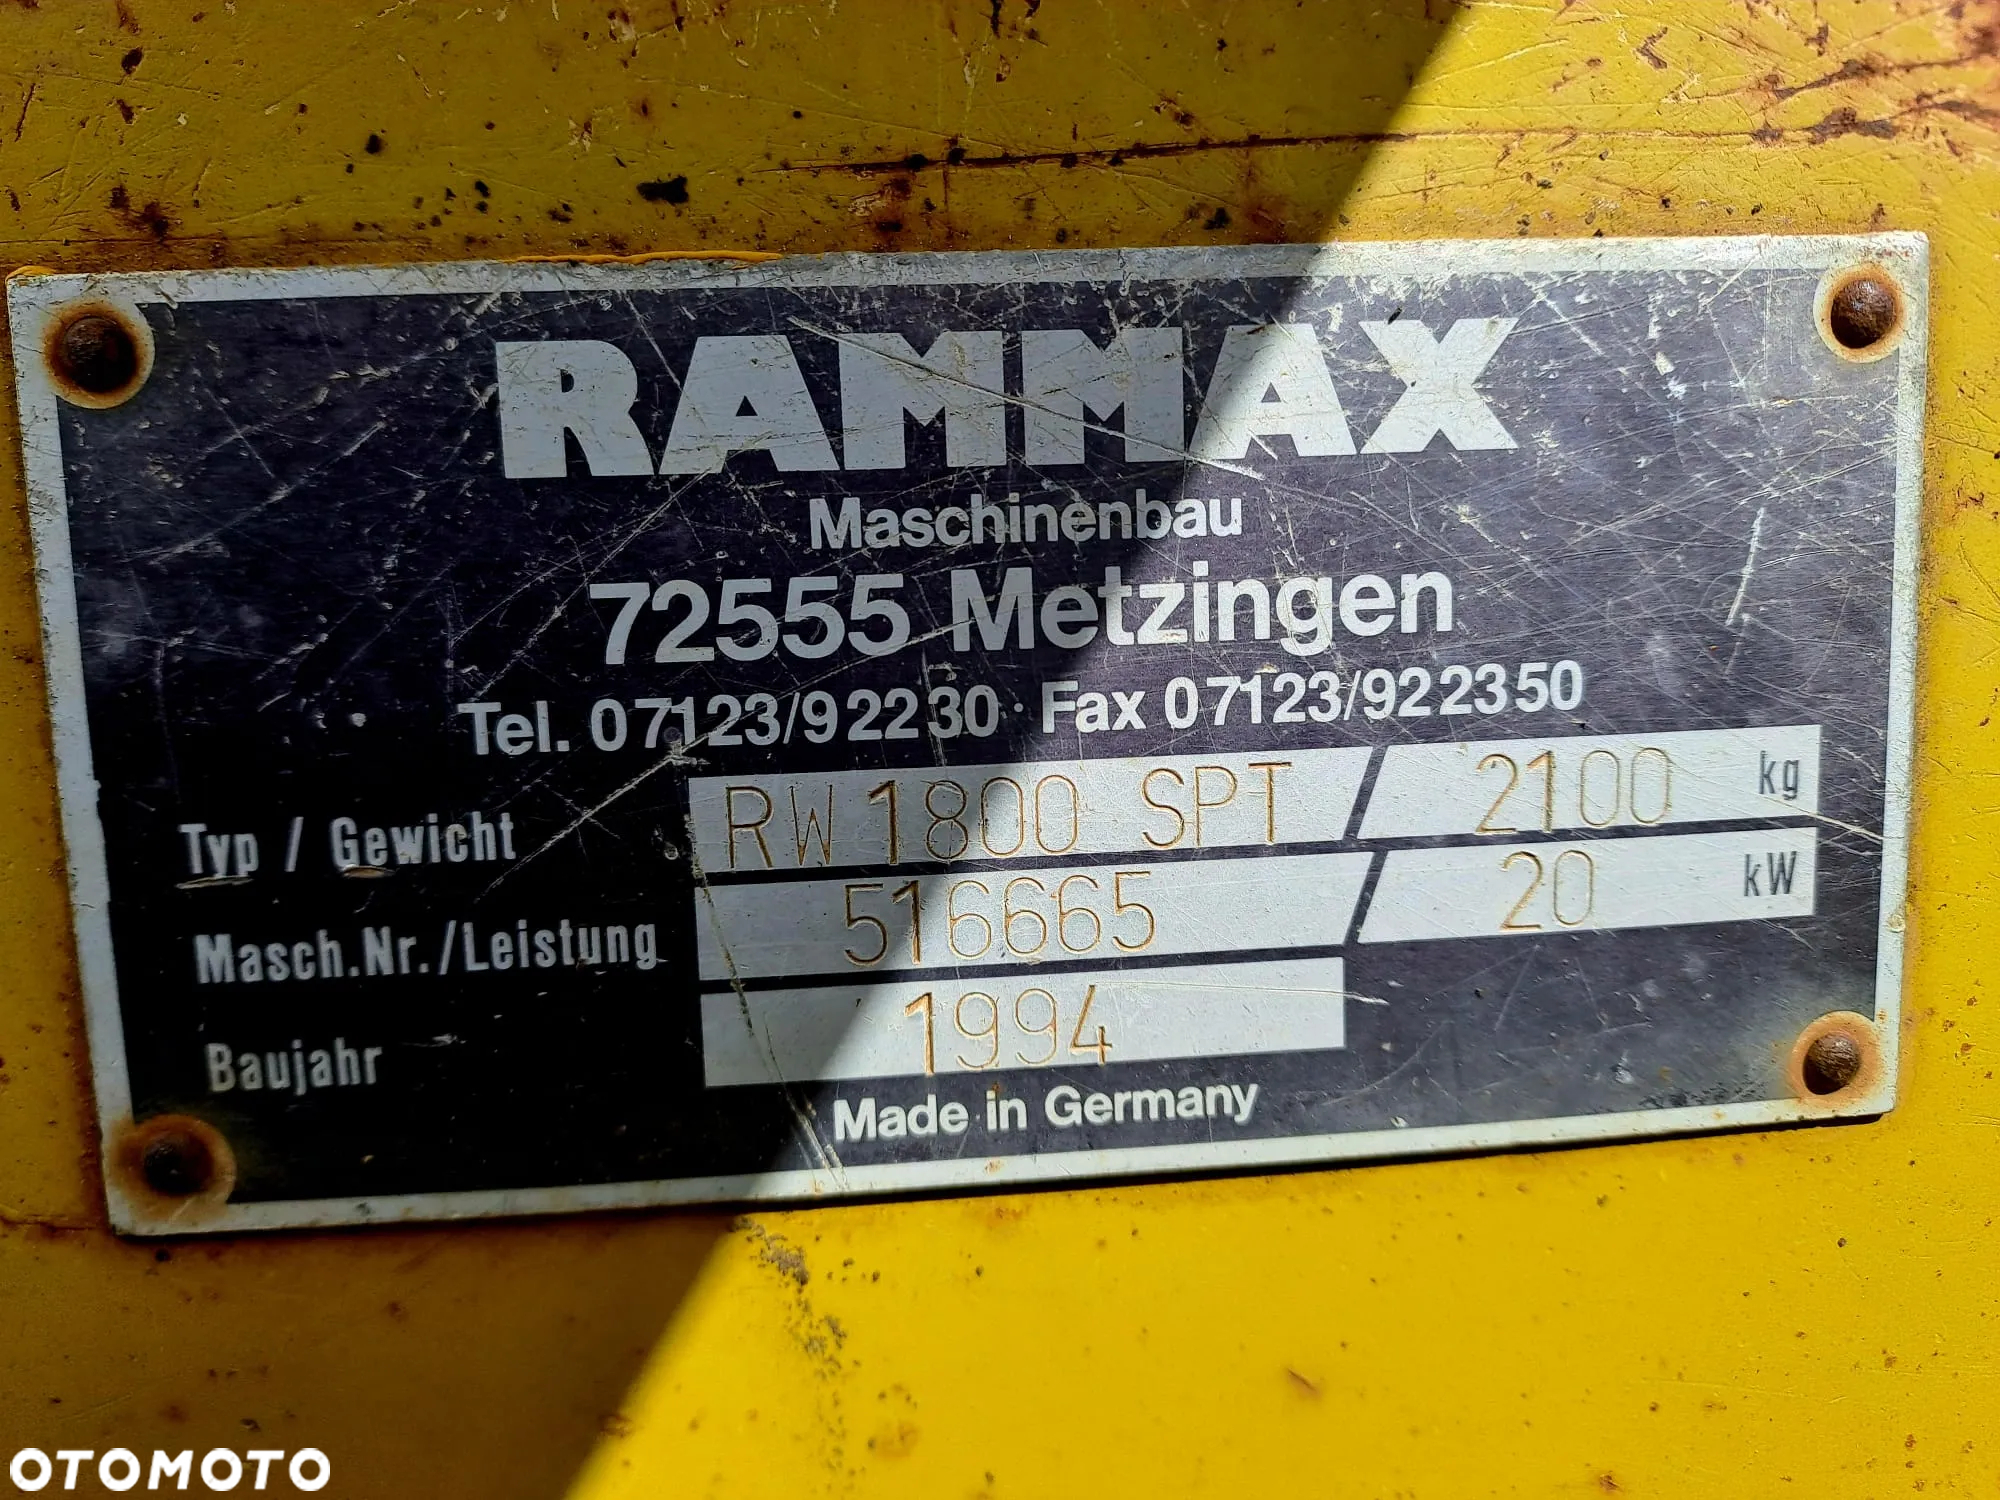 RAMMAX
Maschinenbau
72555 Metzingen
Tel. 07123/92230 · Fax 07123/922350
Typ / Gewicht RW 1800 SPT / 2100 kg
Masch.Nr./Leistung 516665 / 20 kW
Baujahr 1994
Made in Germany
OTOMOTO